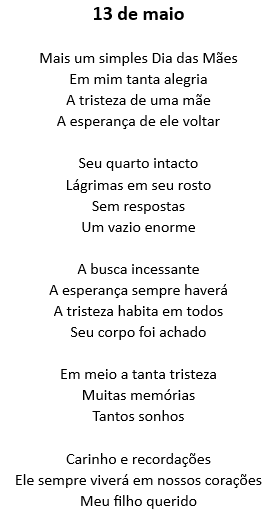 13 de maio
Mais um simples Dia das Mães
Em mim tanta alegria
A tristeza de uma mãe
A esperança de ele voltar
Seu quarto intacto
Lágrimas em seu rosto
Sem respostas
Um vazio enorme
A busca incessante
A esperança sempre haverá
A tristeza habita em todos
Seu corpo foi achado
Em meio a tanta tristeza
Muitas memórias
Tantos sonhos
Carinho e recordações
Ele sempre viverá em nossos corações
Meu filho querido